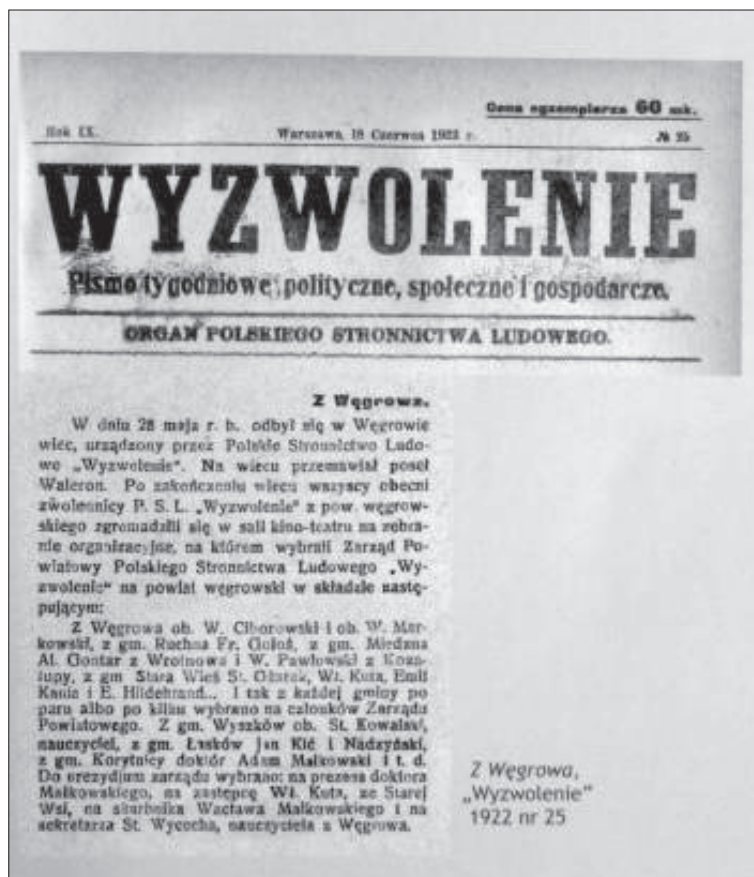 Cena egzemplarza 60 mk.
Rok IX. Warszawa, 18 Czerwca 1922 r. № 25
WYZWOLENIE
Pismo tygodniowe, polityczne, społeczne i gospodarcze.
ORGAN POLSKIEGO STRONNICTWA LUDOWEGO.
Z Węgrowa.
W dniu 28 maja r. b. odbył się w Węgrowie
wiec, urządzony przez Polskie Stronnictwo Ludo-
we „Wyzwolenie". Na wiecu przemawiał poseł
Waleron. Po zakończeniu wiecu wszyscy obecni
zwolennicy P. S. L. „Wyzwolenie" z pow. węgrow-
skiego zgromadzili się w sali kino-teatru na zebra-
nie organizacyjne, na którem wybrali Zarząd Po-
wiatowy Polskiego Stronnictwa Ludowego „Wy-
zwolenie" na powiat węgrowski w składzie nastę-
pującym:
Z Węgrowa ob. W. Ciborowski i ob. W. Mar-
kowski, z gm. Ruchna Fr. Gołoś, z gm. Miedzna
Al. Gontar z Wrotnowa i W. Pawłowski z
z gm Stara Wieś St. Wł. Kuta, Emil
Kania i E. Hildebrand... I tak z każdej gminy po
paru albo po kilku wybrano na członków Zarządu
Powiatowego. Z gm. Wyszków ob. St. Kowalski,
nauczyciel, z gm. Łasków Jan Kić i Nadzyński,
z gm. Korytnicy doktór Adam Małkowski i t. d.
Do prezydjum zarządu wybrano: na prezesa doktora
Małkowskiego, na zastępcę Wł. Kuta, ze Starej
Wsi, na skarbnika Wacława Małkowskiego i na
sekretarza St. Wycocha, nauczyciela z Węgrowa.
Z Węgrowa,
„Wyzwolenie"
1922 nr 25